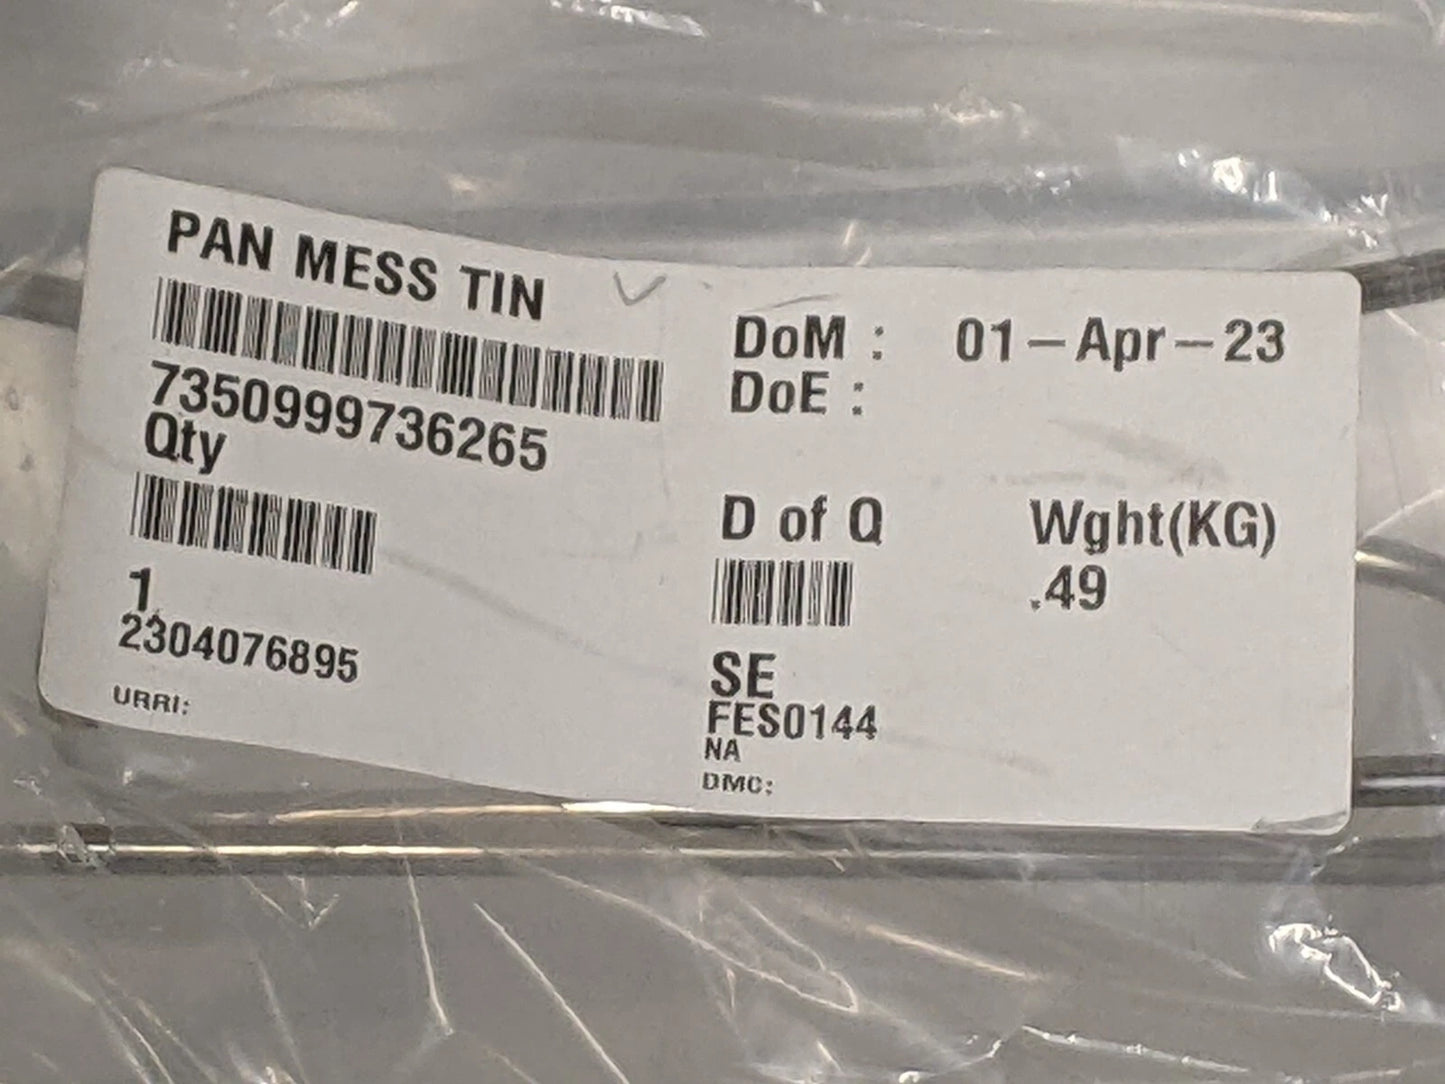 PAN MESS TIN
7350999736265
Qty
1
2304076895
URRI:
DoM : 01-Apr-23
DoE :
D of Q
SE
FES0144
NA
DMC:
Wght(KG)
.49